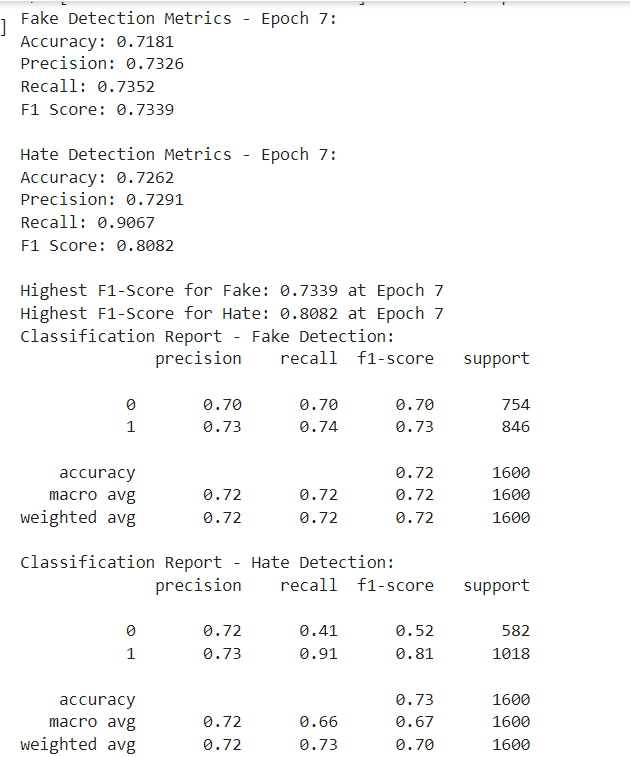 ]
Fake Detection Metrics - Epoch 7:
Accuracy: 0.7181
Precision: 0.7326
Recall: 0.7352
F1 Score: 0.7339
Hate Detection Metrics - Epoch 7:
Accuracy: 0.7262
Precision: 0.7291
Recall: 0.9067
F1 Score: 0.8082
Highest F1-Score for Fake: 0.7339 at Epoch 7
Highest F1-Score for Hate: 0.8082 at Epoch 7
Classification Report - Fake Detection:
precision recall f1-score support
0 0.70 0.70 0.70 754
1 0.73 0.74 0.73 846
accuracy 0.72 1600
macro avg 0.72 0.72 0.72 1600
weighted avg 0.72 0.72 0.72 1600
Classification Report - Hate Detection:
precision recall f1-score support
0 0.72 0.41 0.52 582
1 0.73 0.91 0.81 1018
accuracy 0.73 1600
macro avg 0.72 0.66 0.67 1600
weighted avg 0.72 0.73 0.70 1600